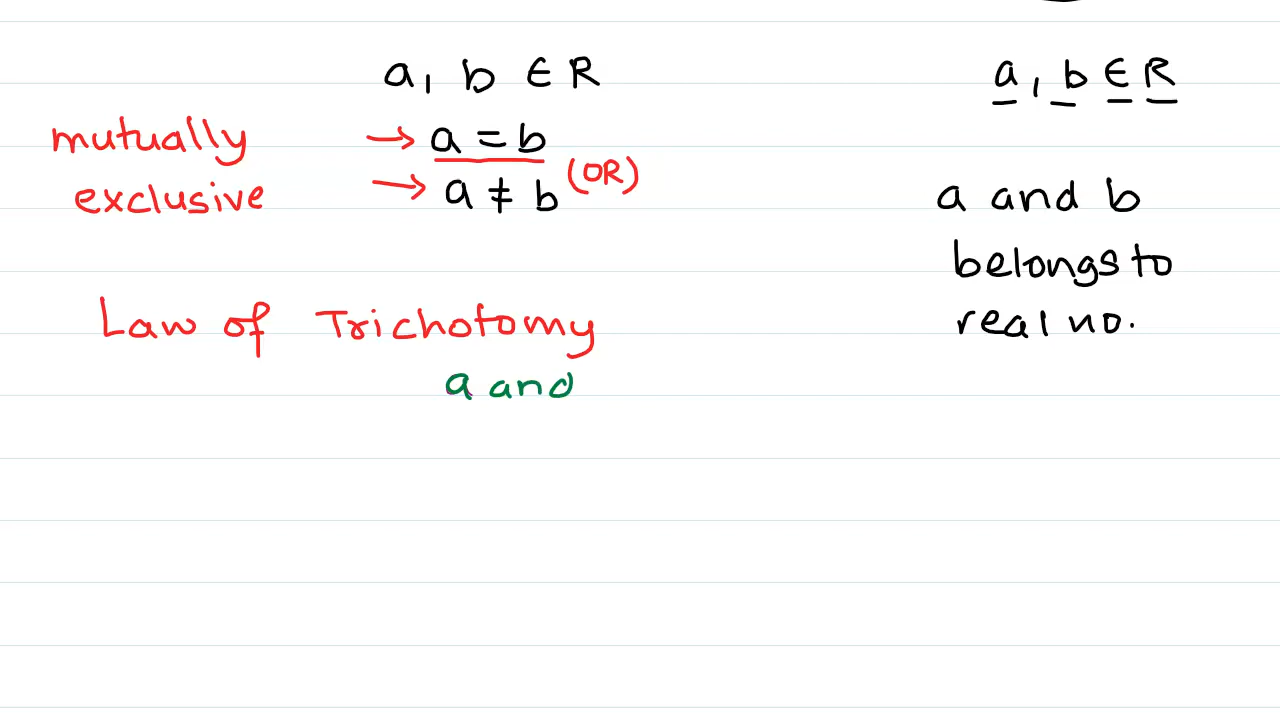 a, b ∈ R
mutually
exclusive
→ a = b
→ a ≠ b (OR)
Law of Trichotomy
a and
a, b ∈ R
a and b
belongs to
real no.